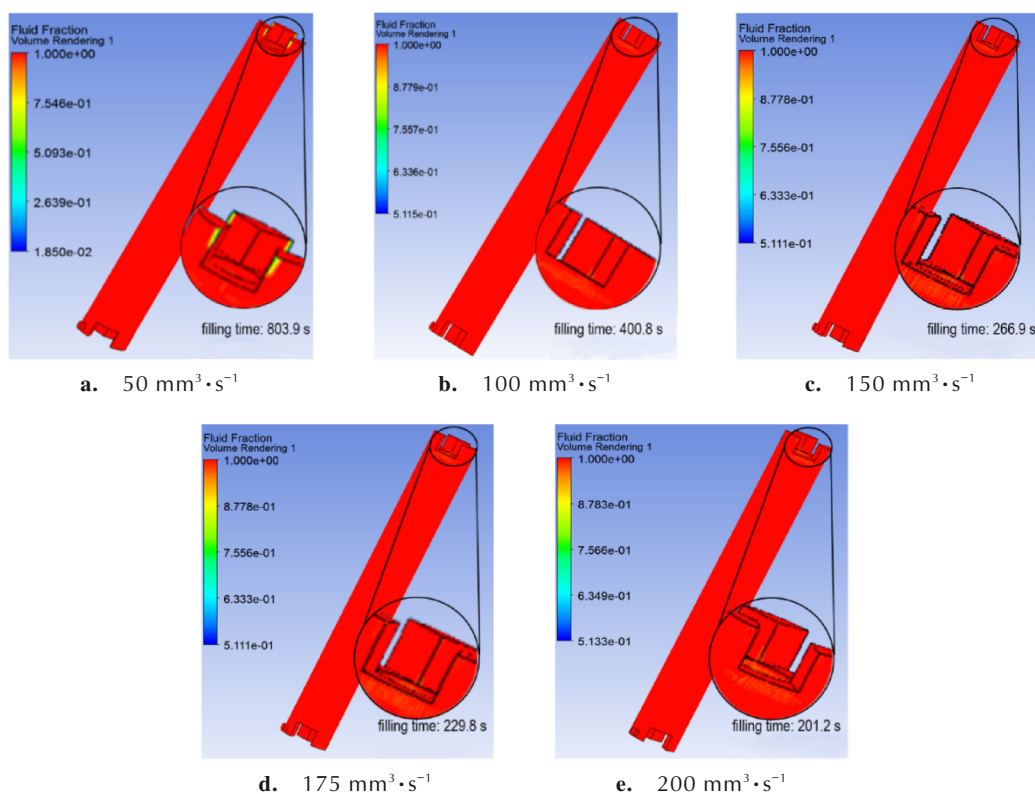 Fluid Fraction
Volume Rendering 1
1.000e+00
7.546e-01
5.093e-01
2.639e-01
1.850e-02
filling time: 803.9 s
a. 50 mm³·s⁻¹
Fluid Fraction
Volume Rendering 1
1.000e+00
8.779e-01
7.557e-01
6.336e-01
5.115e-01
filling time: 400.8 s
b. 100 mm³·s⁻¹
Fluid Fraction
Volume Rendering 1
1.000e+00
8.778e-01
7.556e-01
6.333e-01
5.111e-01
filling time: 266.9 s
c. 150 mm³·s⁻¹
Fluid Fraction
Volume Rendering 1
1.000e+00
8.778e-01
7.556e-01
6.333e-01
5.111e-01
filling time: 229.8 s
d. 175 mm³·s⁻¹
Fluid Fraction
Volume Rendering 1
1.000e+00
8.783e-01
7.566e-01
6.349e-01
5.133e-01
filling time: 201.2 s
e. 200 mm³·s⁻¹